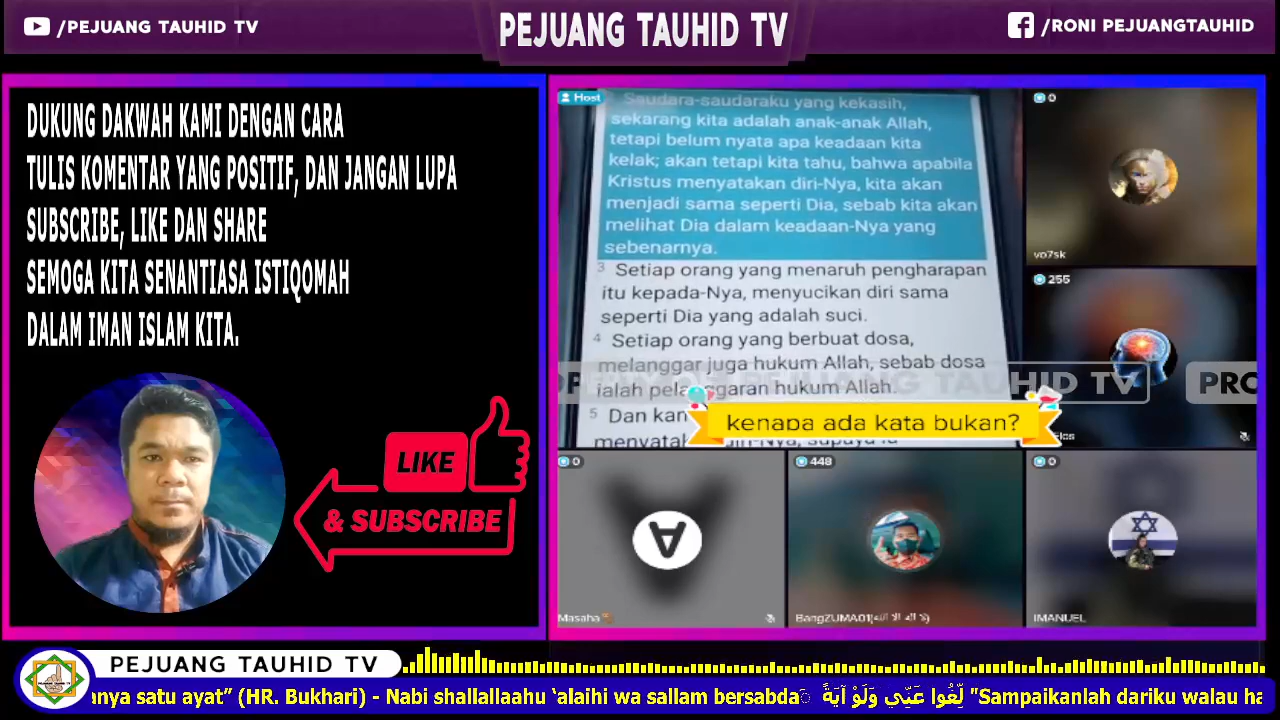 /PEJUANG TAUHID TV
PEJUANG TAUHID TV
/RONI PEJUANGTAUHID
DUKUNG DAKWAH KAMI DENGAN CARA
TULIS KOMENTAR YANG POSITIF, DAN JANGAN LUPA
SUBSCRIBE, LIKE DAN SHARE
SEMOGA KITA SENANTIASA ISTIQOMAH
DALAM IMAN ISLAM KITA.
LIKE
& SUBSCRIBE
Host
Saudara-saudaraku yang kekasih,
sekarang kita adalah anak-anak Allah,
tetapi belum nyata apa keadaan kita
kelak; akan tetapi kita tahu, bahwa apabila
Kristus menyatakan diri-Nya, kita akan
menjadi sama seperti Dia, sebab kita akan
melihat Dia dalam keadaan-Nya yang
sebenarnya.
3 Setiap orang yang menaruh pengharapan
itu kepada-Nya, menyucikan diri sama
seperti Dia yang adalah suci.
4 Setiap orang yang berbuat dosa,
melanggar juga hukum Allah, sebab dosa
ialah pelanggaran hukum Allah.
5 Dan
PEJUANG TAUHID TV
PRO
kenapa ada kata bukan?
0
vo7sk
255
0
Masaha
448
BangZUMA01
0
IMANUEL
PEJUANG TAUHID TV
anya satu ayat” (HR. Bukhari) - Nabi shallallaahu ‘alaihi wa sallam bersabda لِّغُوا عَنِّي وَلَوْ آيَةً "Sampaikanlah dariku walau ha